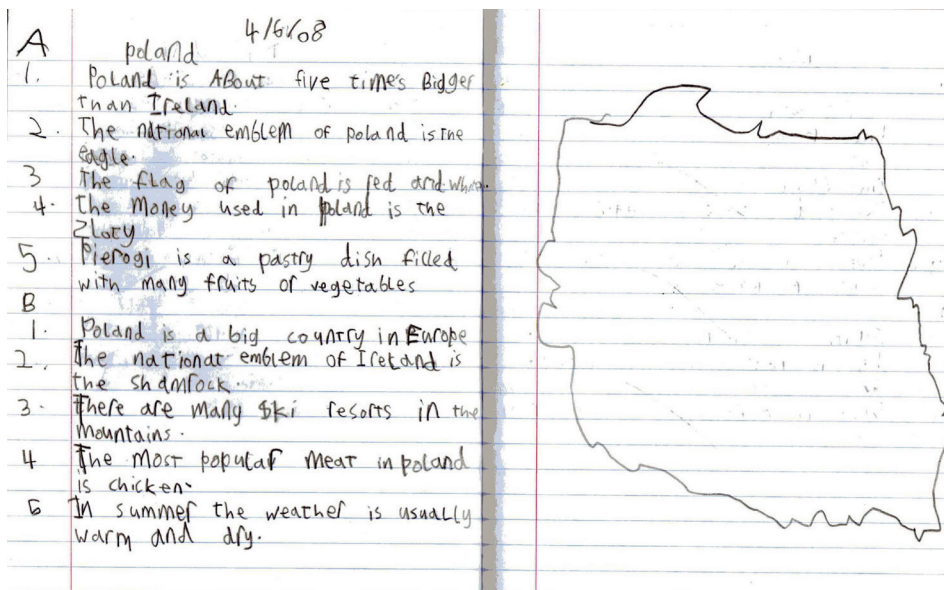 4/6/08
A poland
1. Poland is ABout five time's Bigger
than Ireland.
2. The national emblem of poland is the
eagle.
3 The flag of poland is red and white.
4. The Money used in poland is the
Zloty
5. Pierogi is a pastry dish filled
with many fruits or vegetables
B
1. Poland is a big country in Europe
2. The national emblem of Ireland is
the shamrock.
3. There are many ski resorts in the
mountains.
4 The most popular meat in poland
is chicken.
5 In summer the weather is usually
warm and dry.